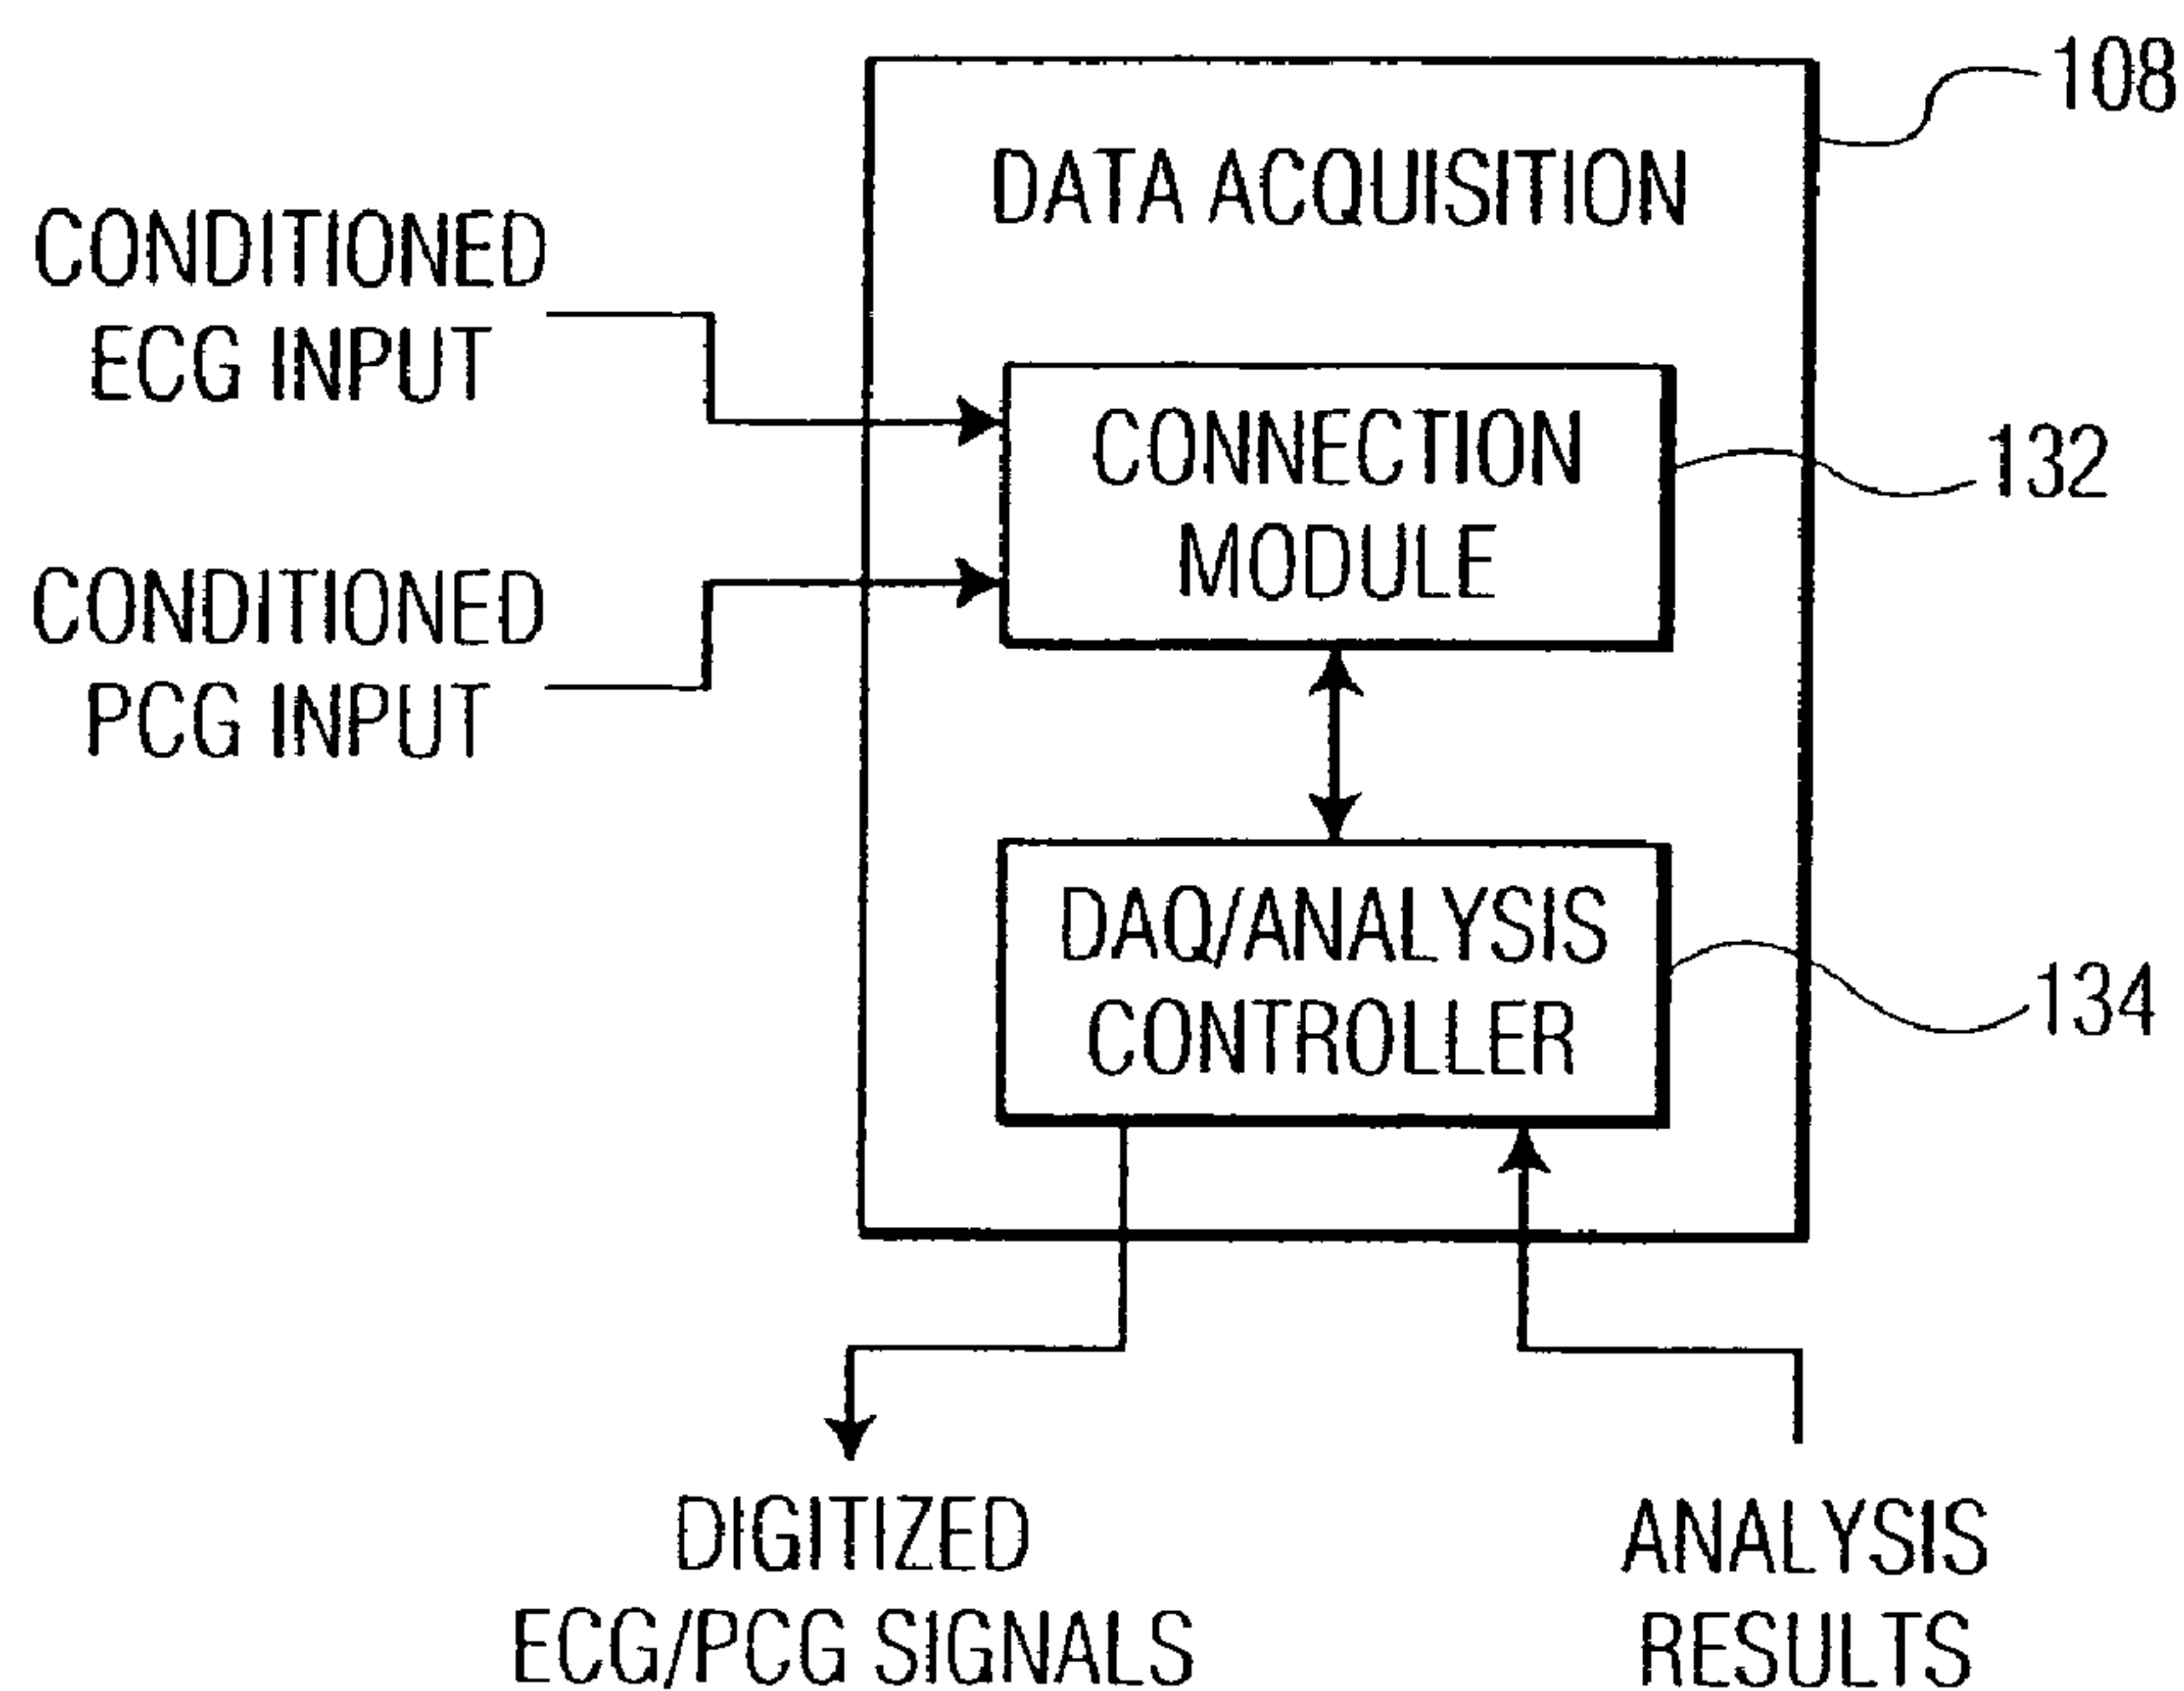 108
DATA ACQUISITION
CONDITIONED
ECG INPUT
CONNECTION
MODULE
132
CONDITIONED
PCG INPUT
DAQ/ANALYSIS
CONTROLLER
134
DIGITIZED
ECG/PCG SIGNALS
ANALYSIS
RESULTS